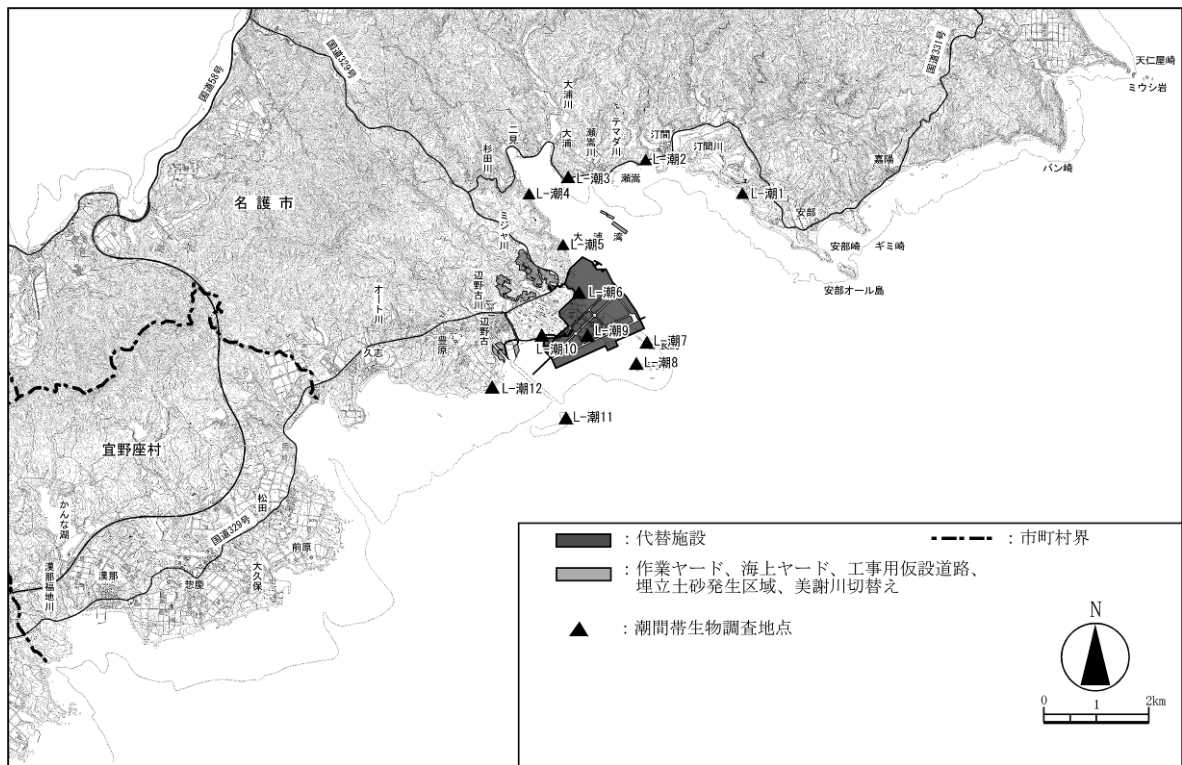 国道58号
国道329号
国道331号
天仁屋崎
ミウシ岩
バン崎
嘉陽
ギミ崎
安部
安部崎
安部オール島
汀間
汀間川
テマダ川
瀬嵩川
瀬嵩
大浦川
大浦
二見
杉田川
大浦湾
ミジャ川
名護市
辺野古川
辺野古
豊原
オート川
久志
L-潮1
L-潮2
L-潮3
L-潮4
L-潮5
L-潮6
L-潮7
L-潮8
L-潮9
L-潮10
L-潮11
L-潮12
宜野座村
かんな湖
漢那福地川
漢那
惣慶
松田
国道329号
大久保
前原
：代替施設
：市町村界
：作業ヤード、海上ヤード、工事用仮設道路、
埋立土砂発生区域、美謝川切替え
：潮間帯生物調査地点
N
0 1 2km